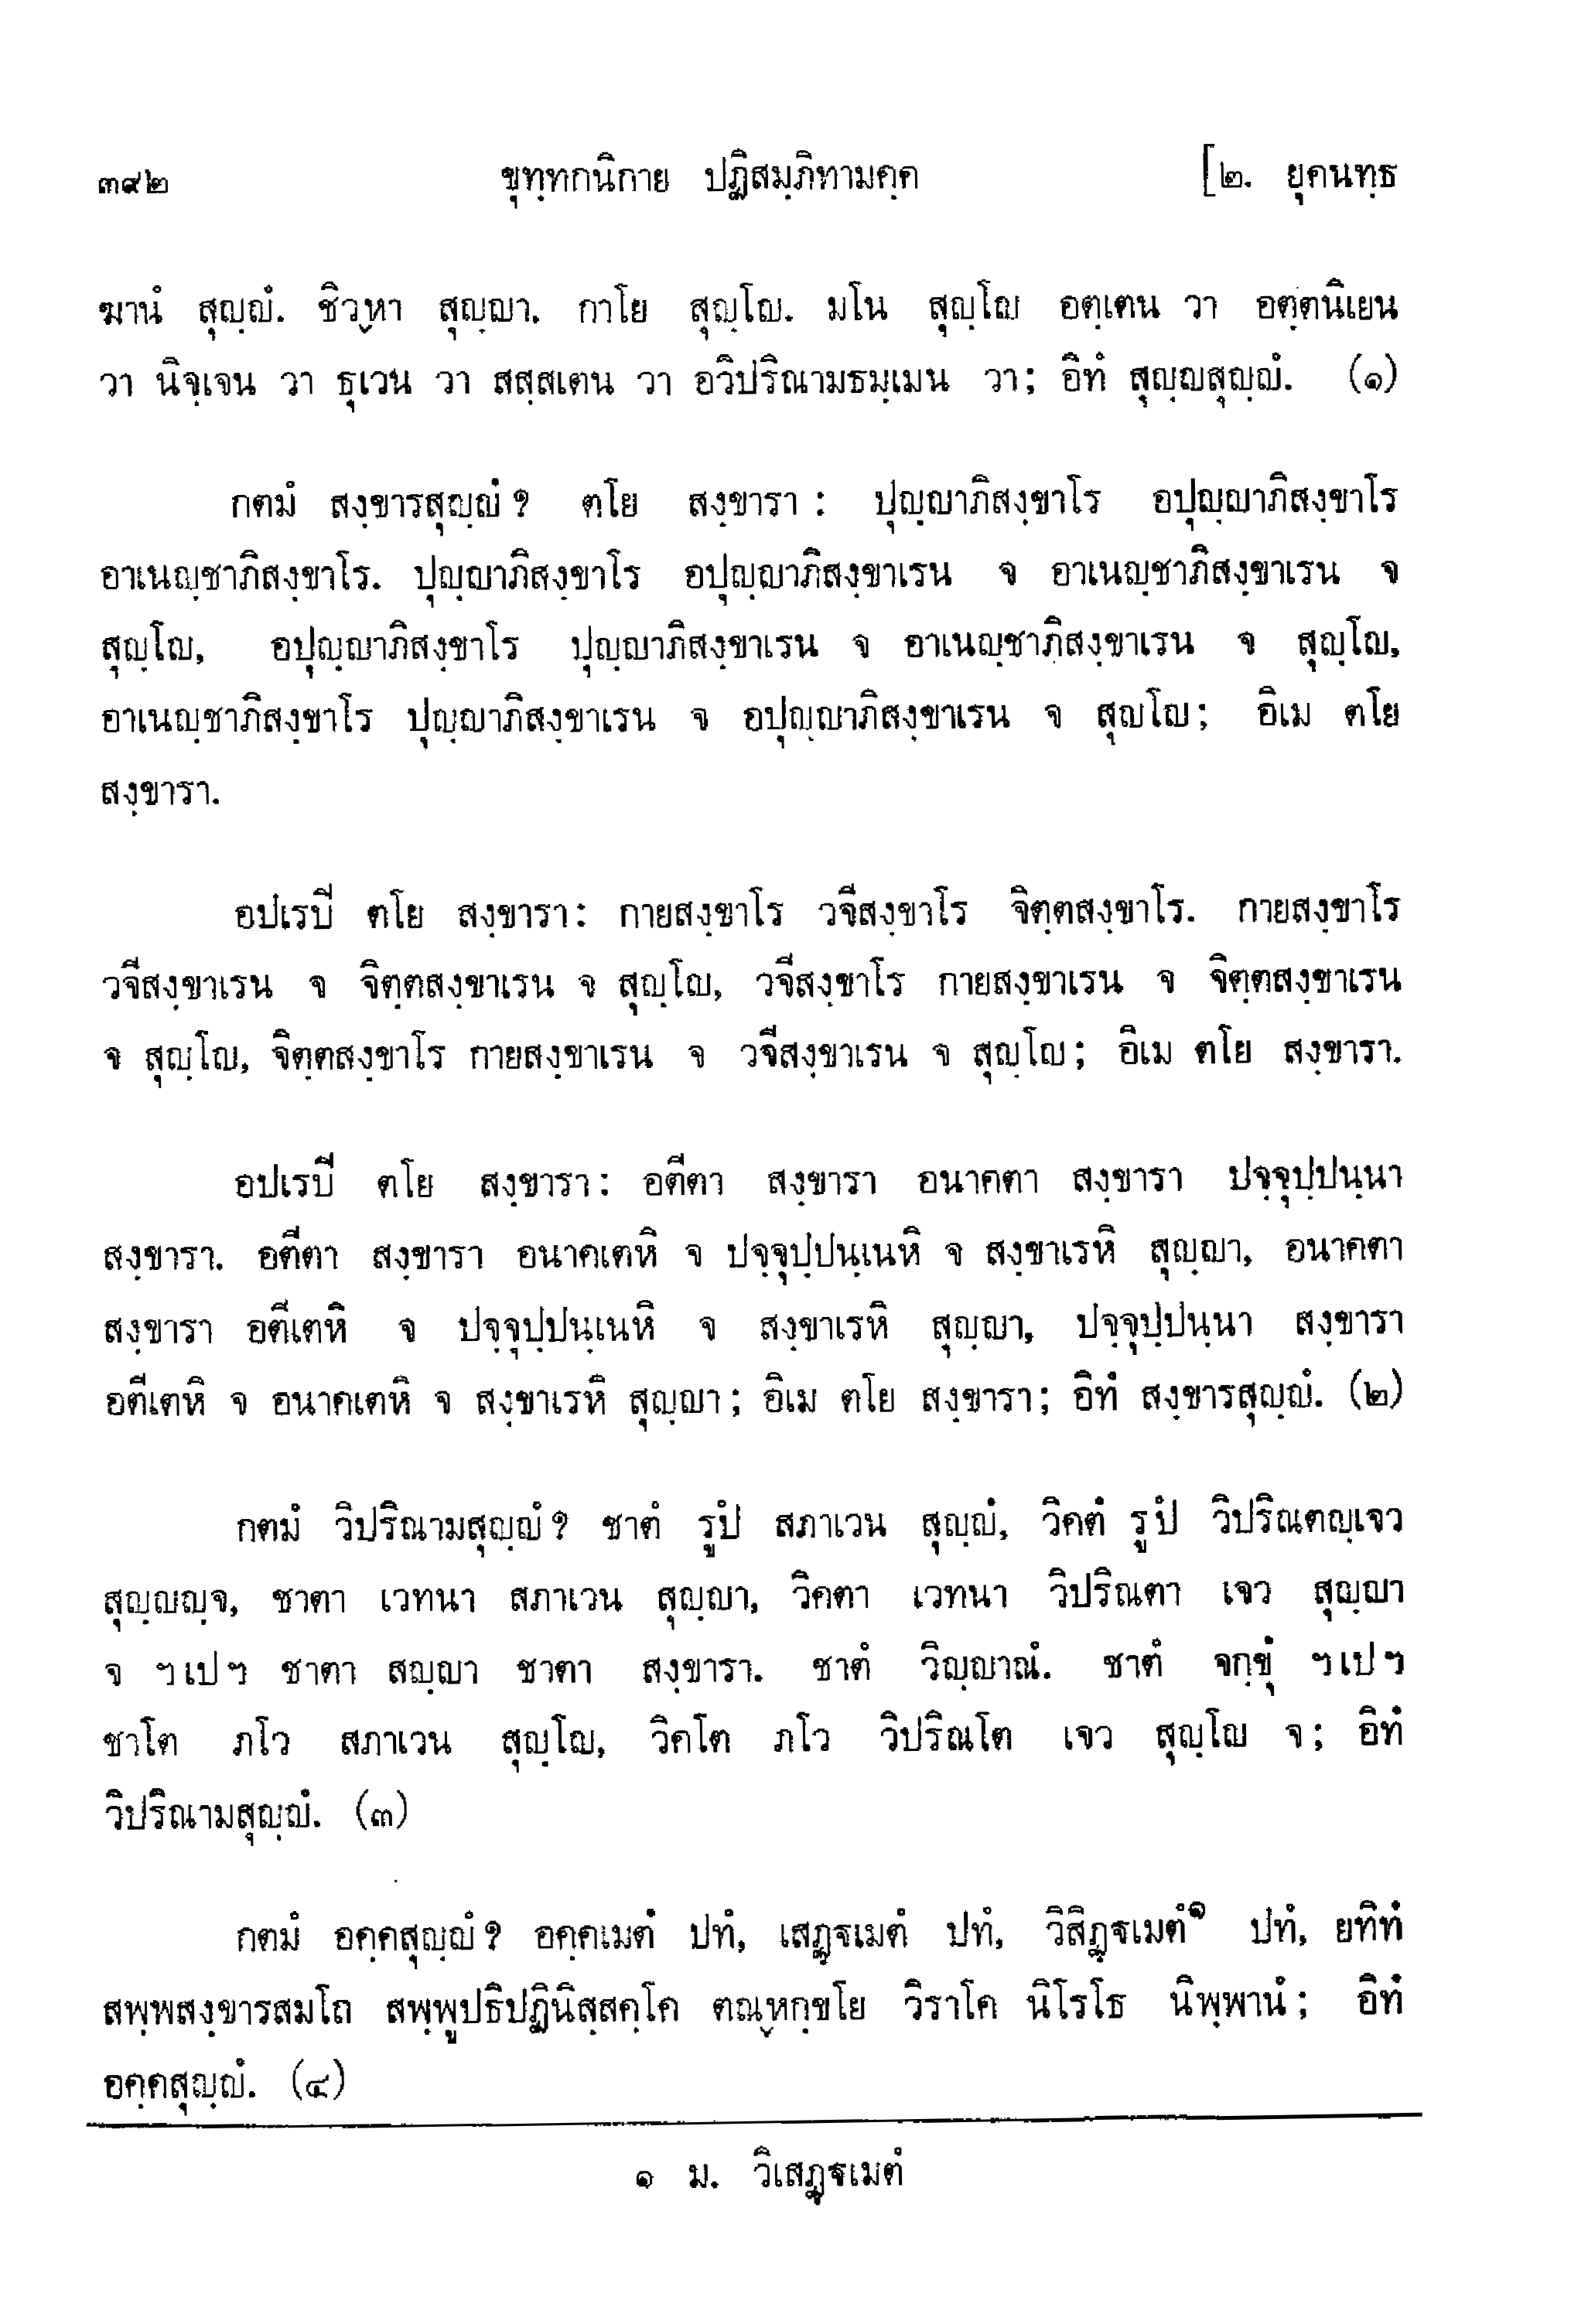 ๓๙๒ ขุทฺทกนิกาย ปฏิสมฺภิทามคฺค [๒. ยุคนทฺธ
ฆานํ สุญฺญํ. ชิวฺหา สุญฺญา. กาโย สุญฺโญ. มโน สุญฺโญ อตฺเตน วา อตฺตนิเยน
วา นิจฺเจน วา ธุเวน วา สสฺสเตน วา อวิปริณามธมฺเมน วา; อิทํ สุญฺญสุญฺญํ. (๑)
กตมํ สงฺขารสุญฺญํ? ตโย สงฺขารา: ปุญฺญาภิสงฺขาโร อปุญฺญาภิสงฺขาโร
อาเนญฺชาภิสงฺขาโร. ปุญฺญาภิสงฺขาโร อปุญฺญาภิสงฺขาเรน จ อาเนญฺชาภิสงฺขาเรน จ
สุญฺโญ, อปุญฺญาภิสงฺขาโร ปุญฺญาภิสงฺขาเรน จ อาเนญฺชาภิสงฺขาเรน จ สุญฺโญ,
อาเนญฺชาภิสงฺขาโร ปุญฺญาภิสงฺขาเรน จ อปุญฺญาภิสงฺขาเรน จ สุญโญ; อิเม ตโย
สงฺขารา.
อปเรบี ตโย สงฺขารา: กายสงฺขาโร วจีสงฺขาโร จิตฺตสงฺขาโร. กายสงฺขาโร
วจีสงฺขาเรน จ จิตฺตสงฺขาเรน จ สุญฺโญ, วจีสงฺขาโร กายสงฺขาเรน จ จิตฺตสงฺขาเรน
จ สุญฺโญ, จิตฺตสงฺขาโร กายสงฺขาเรน จ วจีสงฺขาเรน จ สุญฺโญ; อิเม ตโย สงฺขารา.
อปเรบี ตโย สงฺขารา: อตีตา สงฺขารา อนาคตา สงฺขารา ปจฺจุปฺปนฺนา
สงฺขารา. อตีตา สงฺขารา อนาคเตหิ จ ปจฺจุปฺปนฺเนหิ จ สงฺขาเรหิ สุญฺญา, อนาคตา
สงฺขารา อตีเตหิ จ ปจฺจุปฺปนฺเนหิ จ สงฺขาเรหิ สุญฺญา, ปจฺจุปฺปนฺนา สงฺขารา
อตีเตหิ จ อนาคเตหิ จ สงฺขาเรหิ สุญฺญา; อิเม ตโย สงฺขารา; อิทํ สงฺขารสุญฺญํ. (๒)
กตมํ วิปริณามสุญฺญํ? ชาตํ รูปํ สภาเวน สุญฺญํ, วิคตํ รูปํ วิปริณตญฺเจว
สุญฺญญฺจ, ชาตา เวทนา สภาเวน สุญฺญา, วิคตา เวทนา วิปริณตา เจว สุญฺญา
จ ฯเปฯ ชาตา สญฺญา ชาตา สงฺขารา. ชาตํ วิญฺญาณํ. ชาตํ จกฺขุํ ฯเปฯ
ชาโต ภโว สภาเวน สุญฺโญ, วิคโต ภโว วิปริณโต เจว สุญฺโญ จ; อิทํ
วิปริณามสุญฺญํ. (๓)
กตมํ อคฺคสุญฺญํ? อคฺคเมตํ ปทํ, เสฏฺฐเมตํ ปทํ, วิสิฏฺฐเมตํ๑ ปทํ, ยทิทํ
สพฺพสงฺขารสมโถ สพฺพูปธิปฏินิสฺสคฺโค ตณฺหกฺขโย วิราโค นิโรโธ นิพฺพานํ; อิทํ
อคฺคสุญฺญํ. (๔)
๑ ม. วิเสฏฺฐเมตํ